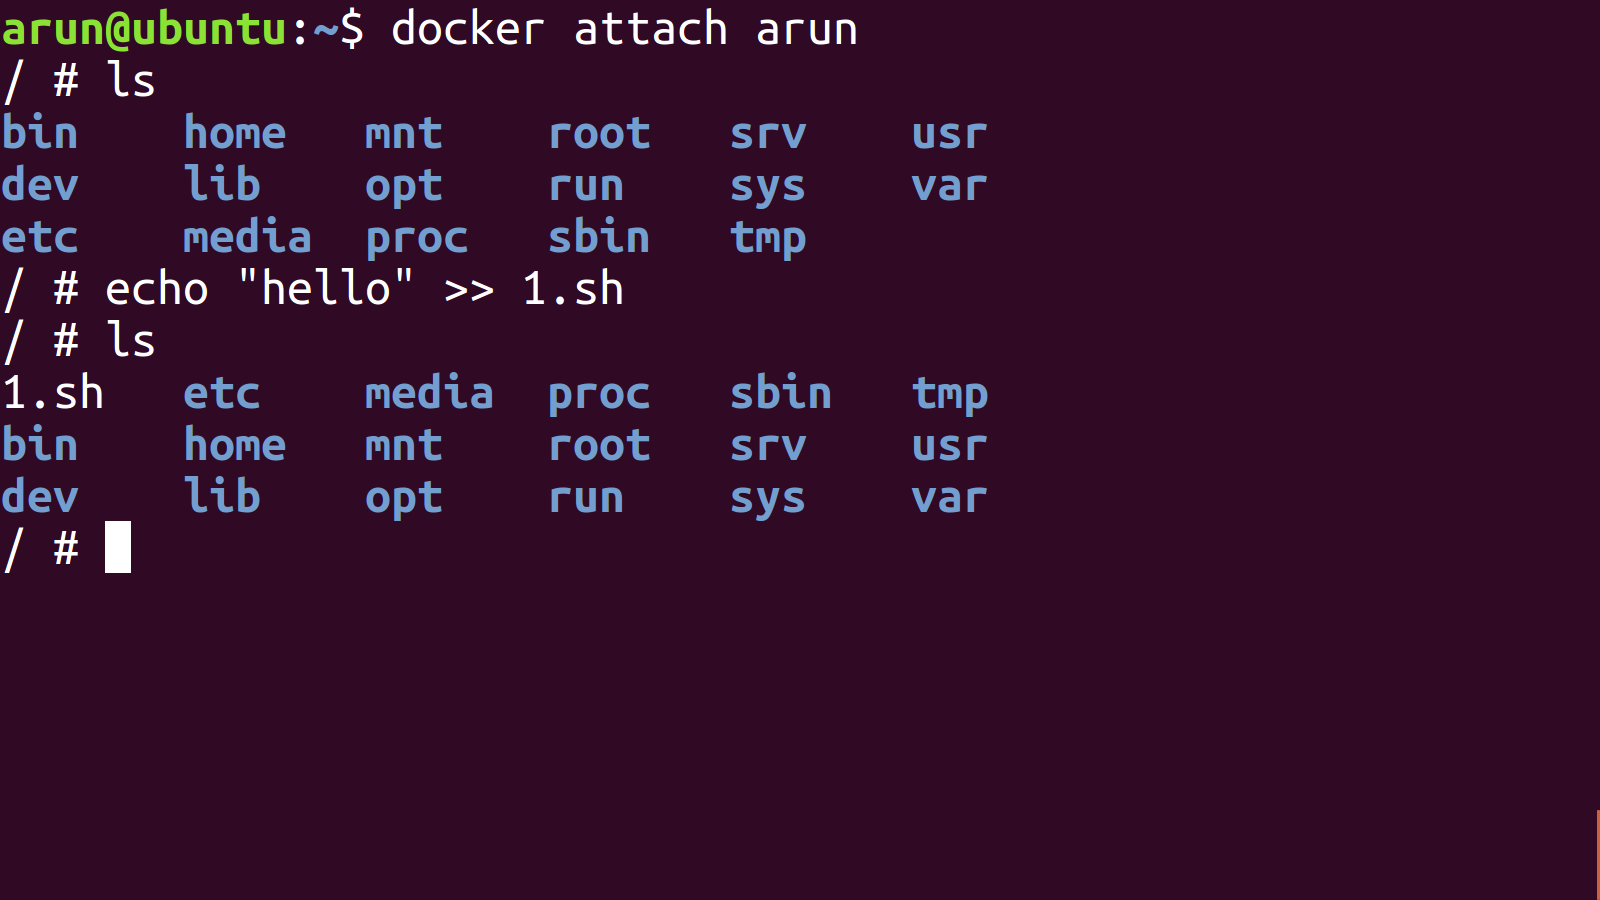 arun@ubuntu:~$ docker attach arun
/ # ls
bin    home   mnt    root   srv    usr
dev    lib    opt    run    sys    var
etc    media  proc   sbin   tmp
/ # echo "hello" >> 1.sh
/ # ls
1.sh   etc    media  proc   sbin   tmp
bin    home   mnt    root   srv    usr
dev    lib    opt    run    sys    var
/ #